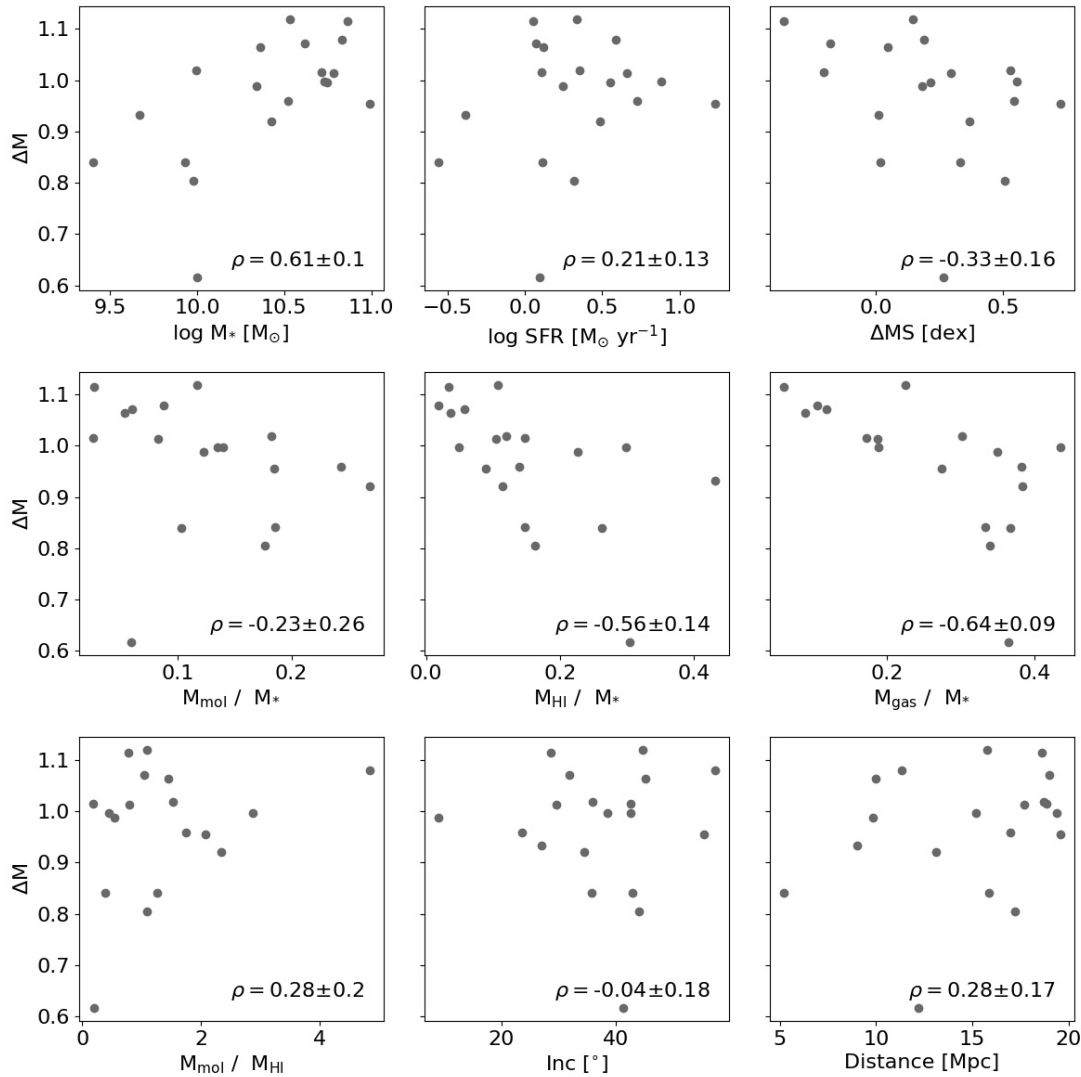 1.1
1.0
0.9
0.8
0.7
0.6
ΔM
ρ = 0.61±0.1
9.5 10.0 10.5 11.0
log M* [M⊙]
ρ = 0.21±0.13
−0.5 0.0 0.5 1.0
log SFR [M⊙ yr⁻¹]
ρ = -0.33±0.16
0.0 0.5
ΔMS [dex]
1.1
1.0
0.9
0.8
0.7
0.6
ΔM
ρ = -0.23±0.26
0.1 0.2
Mmol / M*
ρ = -0.56±0.14
0.0 0.2 0.4
MHI / M*
ρ = -0.64±0.09
0.2 0.4
Mgas / M*
1.1
1.0
0.9
0.8
0.7
0.6
ΔM
ρ = 0.28±0.2
0 2 4
Mmol / MHI
ρ = -0.04±0.18
20 40
Inc [°]
ρ = 0.28±0.17
5 10 15 20
Distance [Mpc]